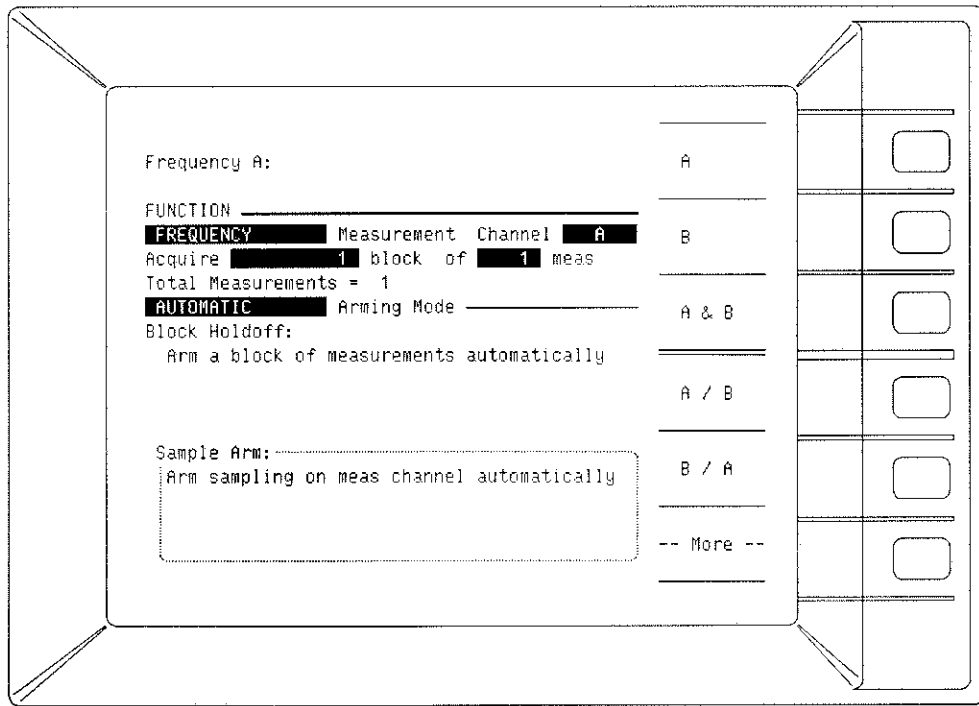 Frequency A:
FUNCTION
FREQUENCY Measurement Channel A
Acquire 1 block of 1 meas
Total Measurements = 1
AUTOMATIC Arming Mode
Block Holdoff:
Arm a block of measurements automatically
Sample Arm:
Arm sampling on meas channel automatically
A
B
A & B
A / B
B / A
-- More --